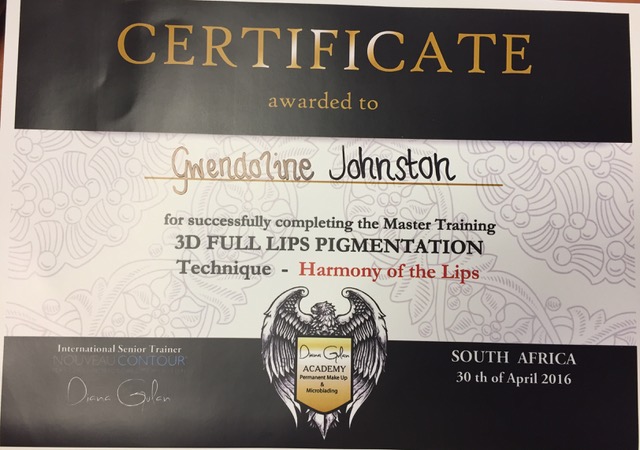 CERTIFICATE
awarded to
Gwendoline Johnston
for successfully completing the Master Training
3D FULL LIPS PIGMENTATION
Technique - Harmony of the Lips
International Senior Trainer
NOUVEAU CONTOUR
Diana Gulan
Diana Gulan
ACADEMY
Permanent Make Up
&
Microblading
SOUTH AFRICA
30 th of April 2016